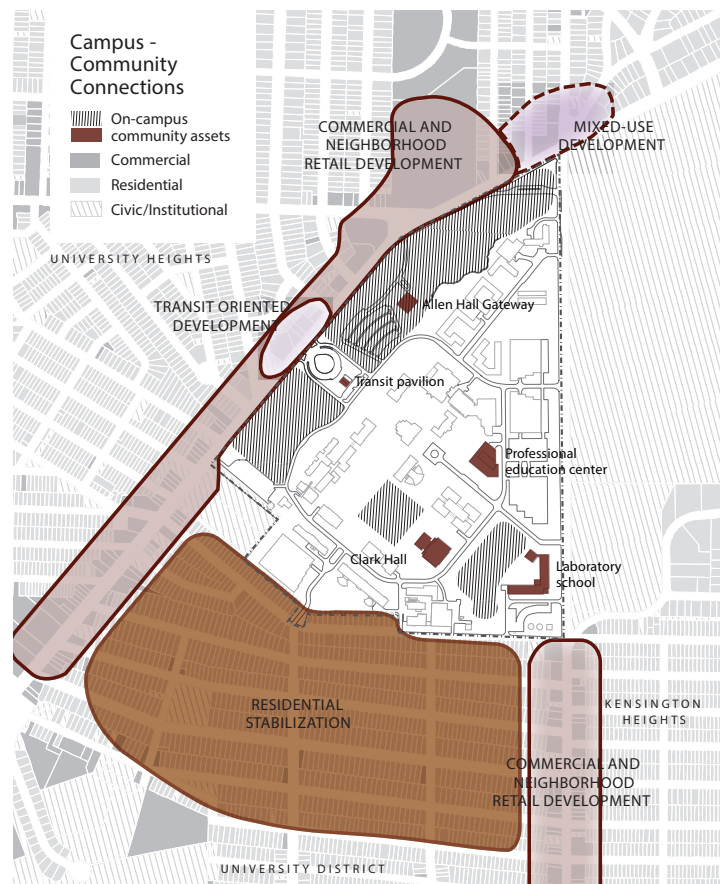 Campus -
Community
Connections
On-campus
community assets
Commercial
Residential
Civic/Institutional
COMMERCIAL AND
NEIGHBORHOOD
RETAIL DEVELOPMENT
MIXED-USE
DEVELOPMENT
UNIVERSITY HEIGHTS
TRANSIT ORIENTED
DEVELOPMENT
Allen Hall Gateway
Transit pavilion
Professional
education center
Clark Hall
Laboratory
school
RESIDENTIAL
STABILIZATION
KENSINGTON
HEIGHTS
COMMERCIAL AND
NEIGHBORHOOD
RETAIL DEVELOPMENT
UNIVERSITY DISTRICT